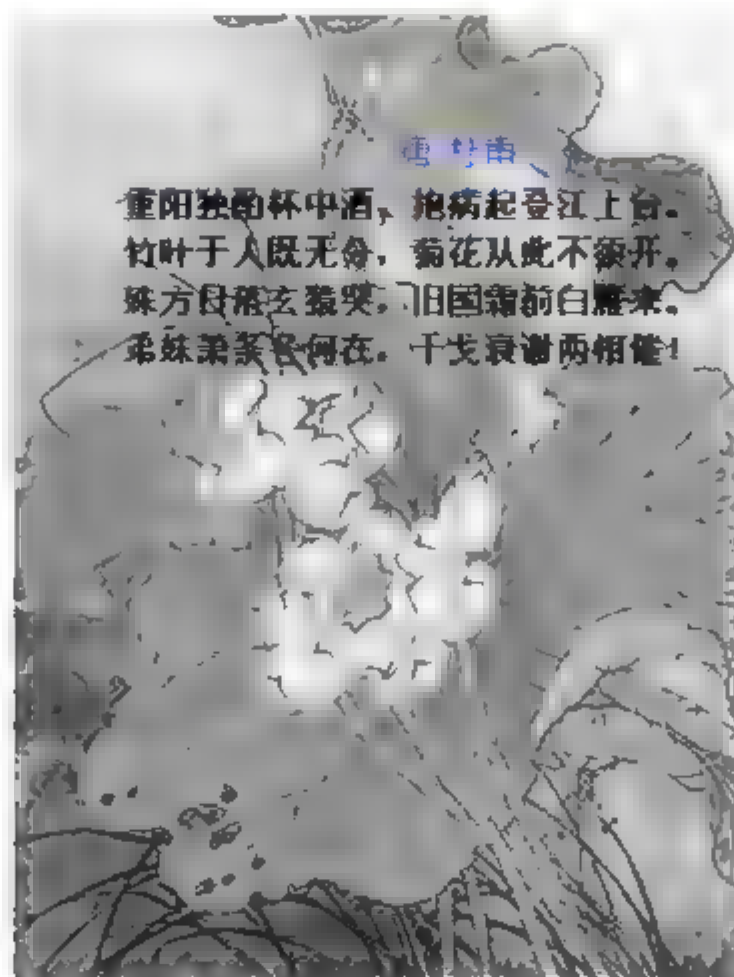 重阳独酌杯中酒，抱病起登江上台。
竹叶于人既无分，菊花从此不须开。
殊方日落玄猿哭，旧国霜前白雁来。
弟妹萧条各何在，干戈衰谢两相催！